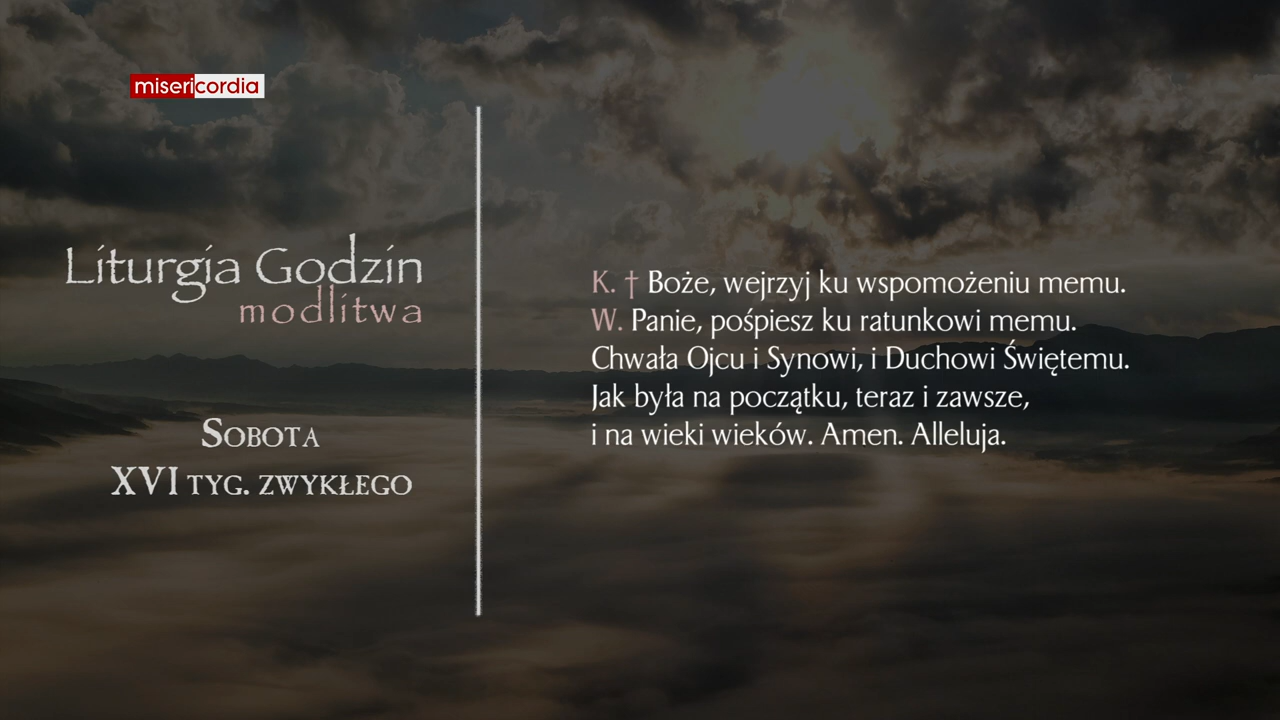 misericordia
Liturgia Godzin
modlitwa
Sobota
XVI tyg. zwykłego
K. † Boże, wejrzyj ku wspomożeniu memu.
W. Panie, pośpiesz ku ratunkowi memu.
Chwała Ojcu i Synowi, i Duchowi Świętemu.
Jak była na początku, teraz i zawsze,
i na wieki wieków. Amen. Alleluja.